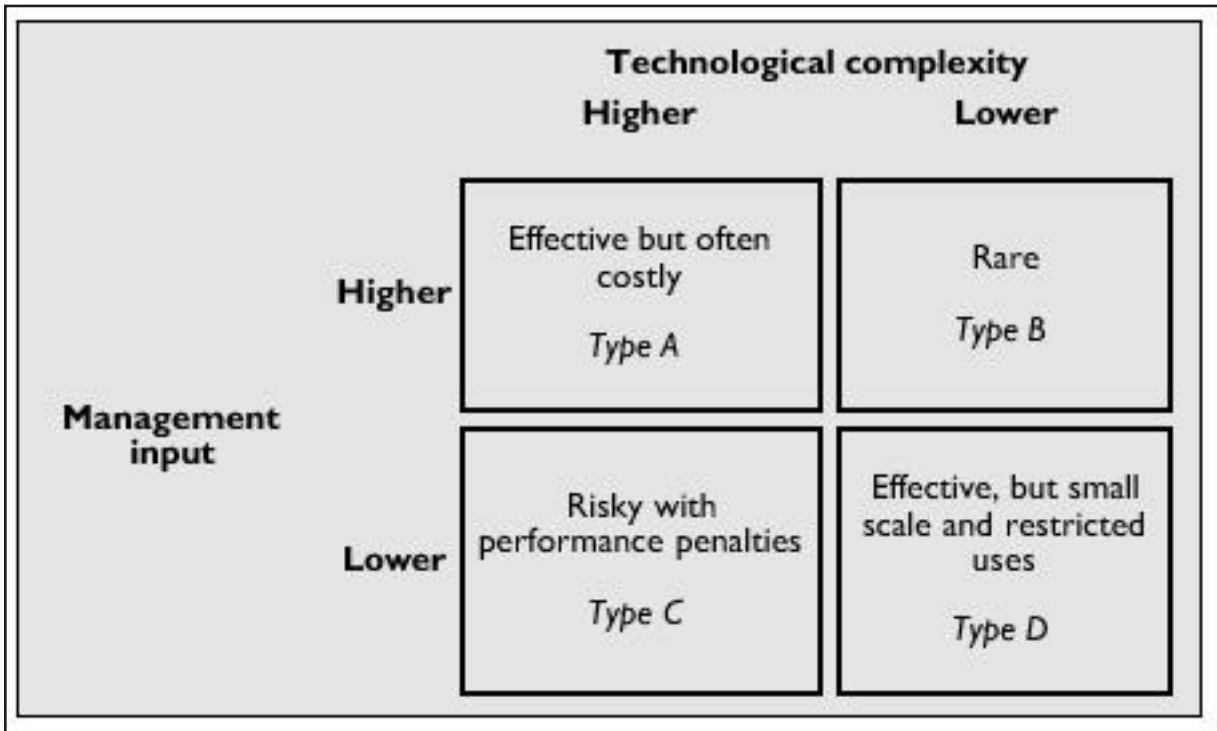 Technological complexity
Higher Lower
Higher
Effective but often
costly
Type A
Rare
Type B
Management
input
Lower
Risky with
performance penalties
Type C
Effective, but small
scale and restricted
uses
Type D